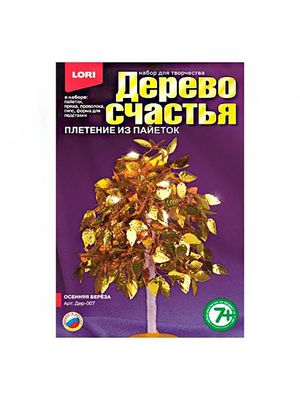 LORI
набор для творчества
Дерево
счастья
в наборе:
пайетки,
пряжа, проволока,
гипс, форма для
подставки
ПЛЕТЕНИЕ ИЗ ПАЙЕТОК
ОСЕННЯЯ БЕРЁЗА
Арт: Дер-007
7+